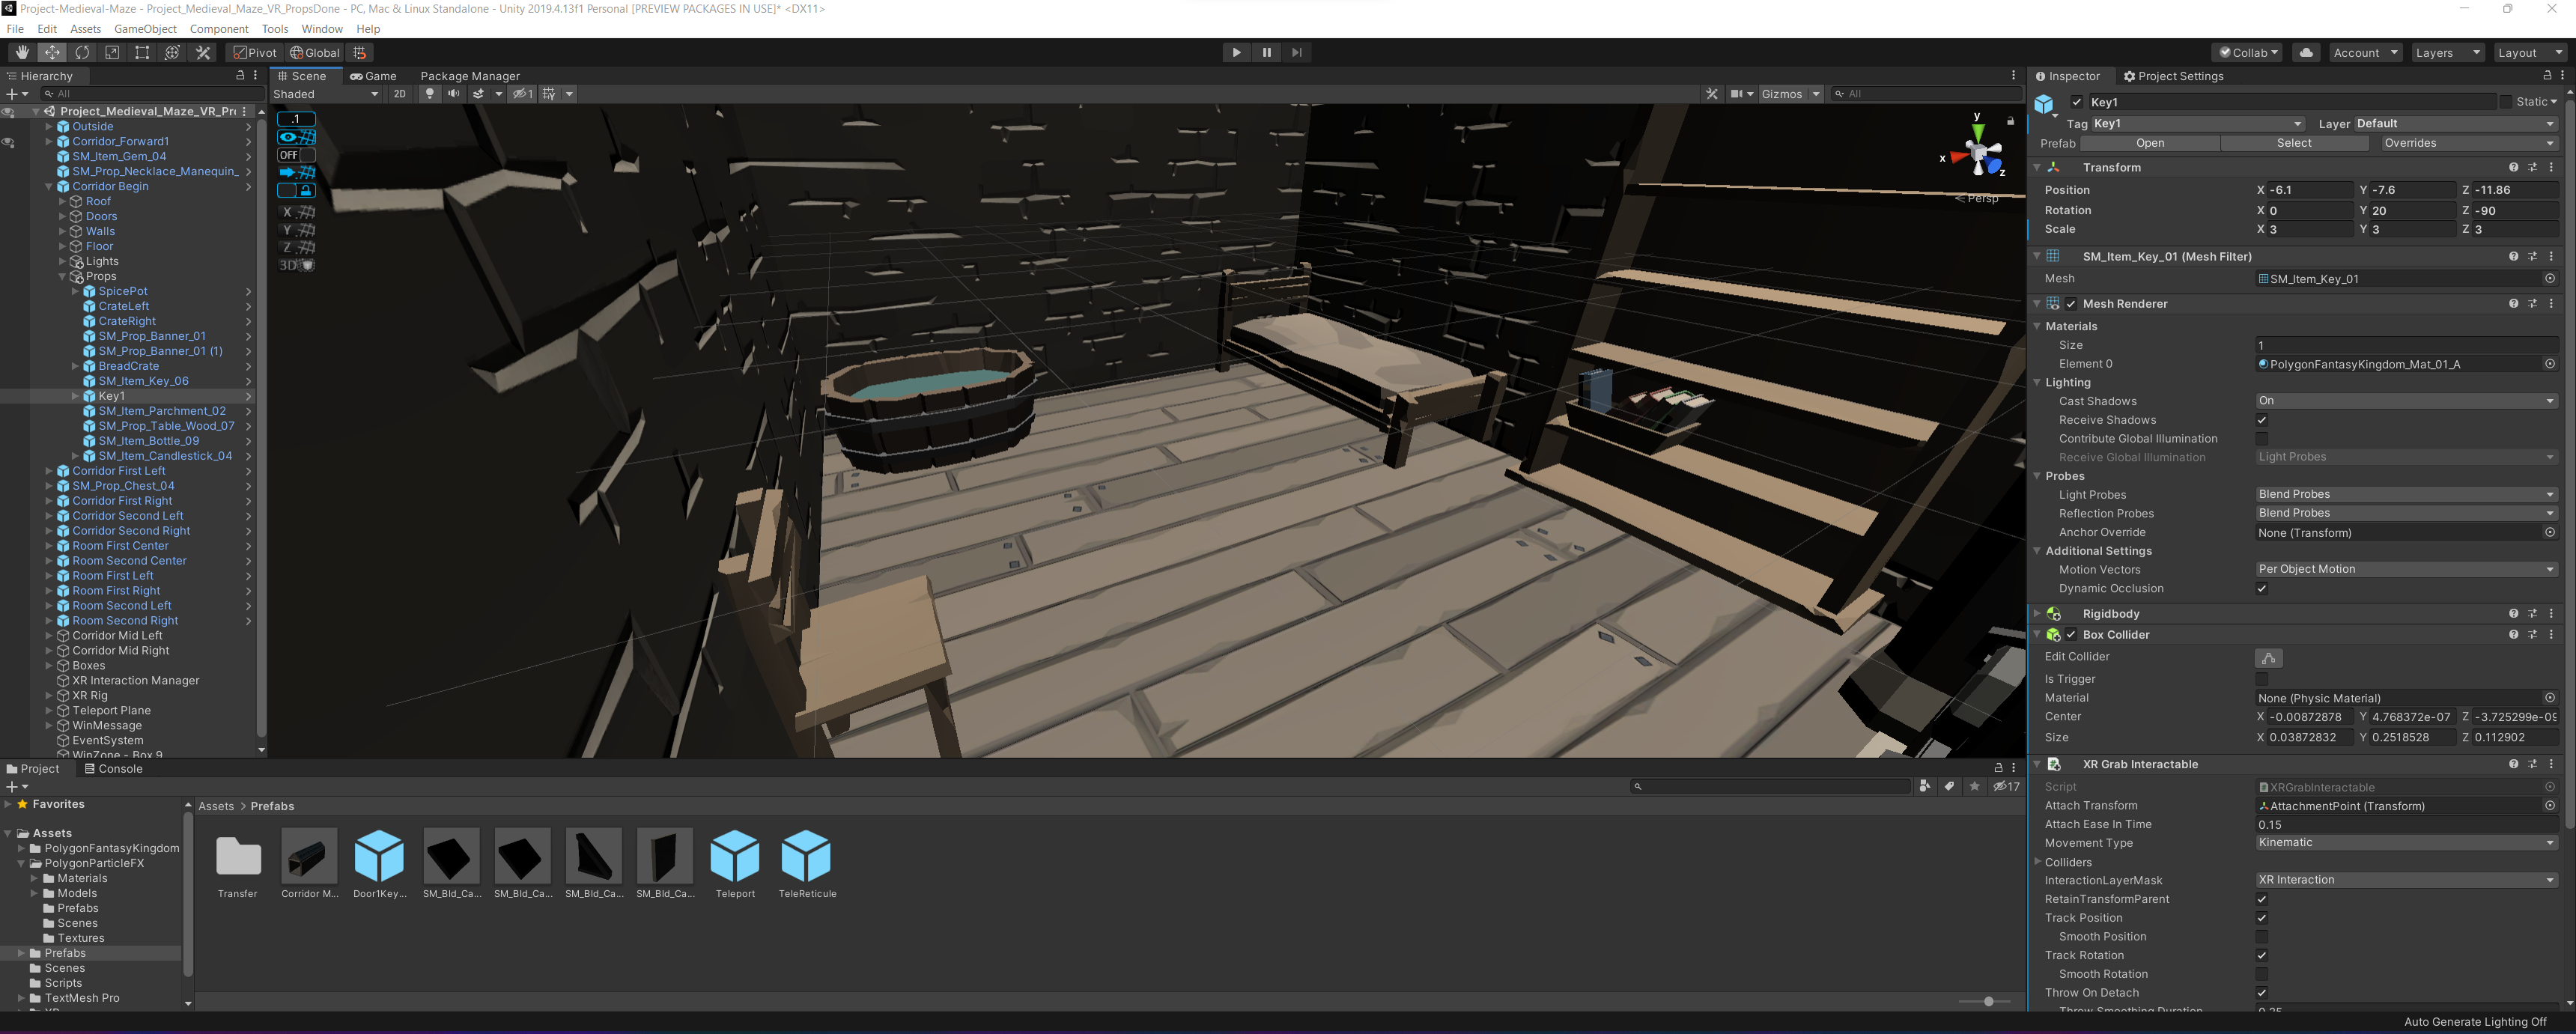 Project-Medieval-Maze - Project_Medieval_Maze_VR_PropsDone - PC, Mac & Linux Standalone - Unity 2019.4.13f1 Personal [PREVIEW PACKAGES IN USE]* <DX11>
File Edit Assets GameObject Component Tools Window Help
Pivot Global Collab Account Layers Layout
Hierarchy
All
Project_Medieval_Maze_VR_Pr
Outside
Corridor_Forward1
SM_Item_Gem_04
SM_Prop_Necklace_Manequin_
Corridor Begin
Roof
Doors
Walls
Floor
Lights
Props
SpicePot
CrateLeft
CrateRight
SM_Prop_Banner_01
SM_Prop_Banner_01 (1)
BreadCrate
SM_Item_Key_06
Key1
SM_Item_Parchment_02
SM_Prop_Table_Wood_07
SM_Item_Bottle_09
SM_Item_Candlestick_04
Corridor First Left
SM_Prop_Chest_04
Corridor First Right
Corridor Second Left
Corridor Second Right
Room First Center
Room Second Center
Room First Left
Room First Right
Room Second Left
Room Second Right
Corridor Mid Left
Corridor Mid Right
Boxes
XR Interaction Manager
XR Rig
Teleport Plane
WinMessage
EventSystem
WinZone - Box 9
Scene Game Package Manager
Shaded 2D 1 Gizmos All
.1
OFF
X
Y
Z
3D
y
x
z
Persp
Inspector Project Settings
Key1 Static
Tag Key1 Layer Default
Prefab Open Select Overrides
Transform
Position X -6.1 Y -7.6 Z -11.86
Rotation X 0 Y 20 Z -90
Scale X 3 Y 3 Z 3
SM_Item_Key_01 (Mesh Filter)
Mesh SM_Item_Key_01
Mesh Renderer
Materials
Size 1
Element 0 PolygonFantasyKingdom_Mat_01_A
Lighting
Cast Shadows On
Receive Shadows
Contribute Global Illumination
Receive Global Illumination Light Probes
Probes
Light Probes Blend Probes
Reflection Probes Blend Probes
Anchor Override None (Transform)
Additional Settings
Motion Vectors Per Object Motion
Dynamic Occlusion
Rigidbody
Box Collider
Edit Collider
Is Trigger
Material None (Physic Material)
Center X -0.00872878 Y 4.768372e-07 Z -3.725299e-09
Size X 0.03872832 Y 0.2518528 Z 0.112902
XR Grab Interactable
Script XRGrabInteractable
Attach Transform AttachmentPoint (Transform)
Attach Ease In Time 0.15
Movement Type Kinematic
Colliders
InteractionLayerMask XR Interaction
RetainTransformParent
Track Position
Smooth Position
Track Rotation
Smooth Rotation
Throw On Detach
Throw Smoothing Duration 0.25
Project Console
17
Favorites
Assets
PolygonFantasyKingdom
PolygonParticleFX
Materials
Models
Prefabs
Scenes
Textures
Prefabs
Scenes
Scripts
TextMesh Pro
XR
Assets > Prefabs
Transfer Corridor M... Door1Key... SM_Bld_Ca... SM_Bld_Ca... SM_Bld_Ca... SM_Bld_Ca... Teleport TeleReticule
Auto Generate Lighting Off